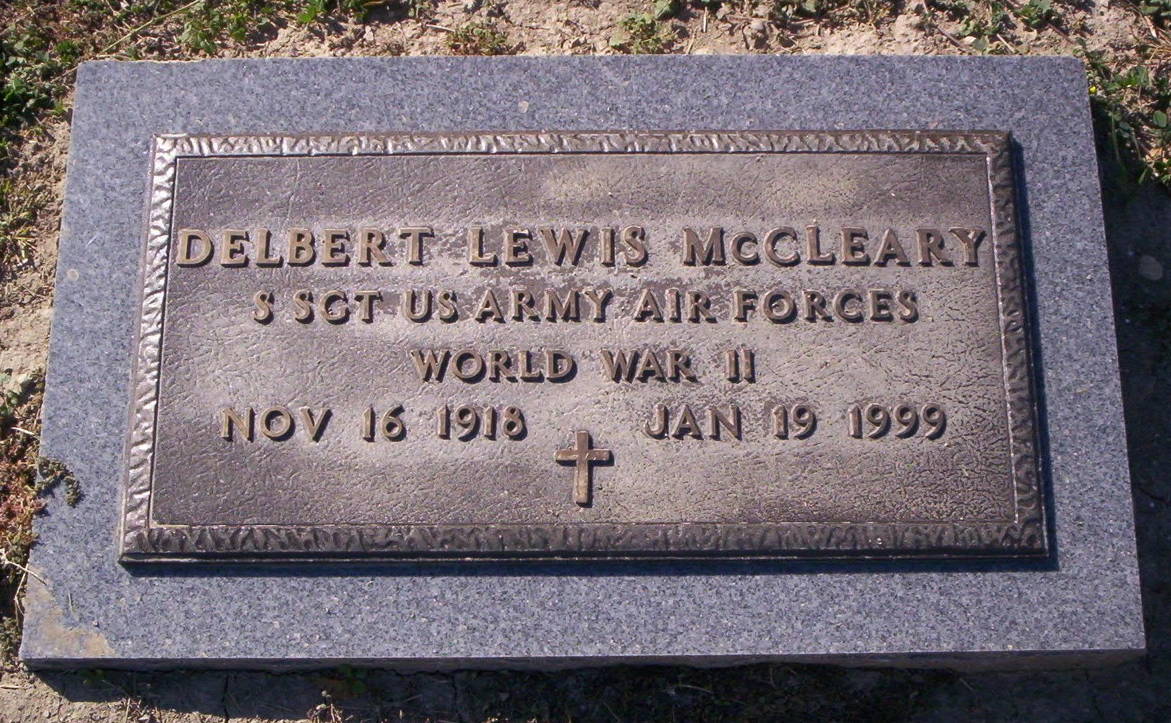 DELBERT LEWIS McCLEARY
S SGT US ARMY AIR FORCES
WORLD WAR II
NOV 16 1918 JAN 19 1999